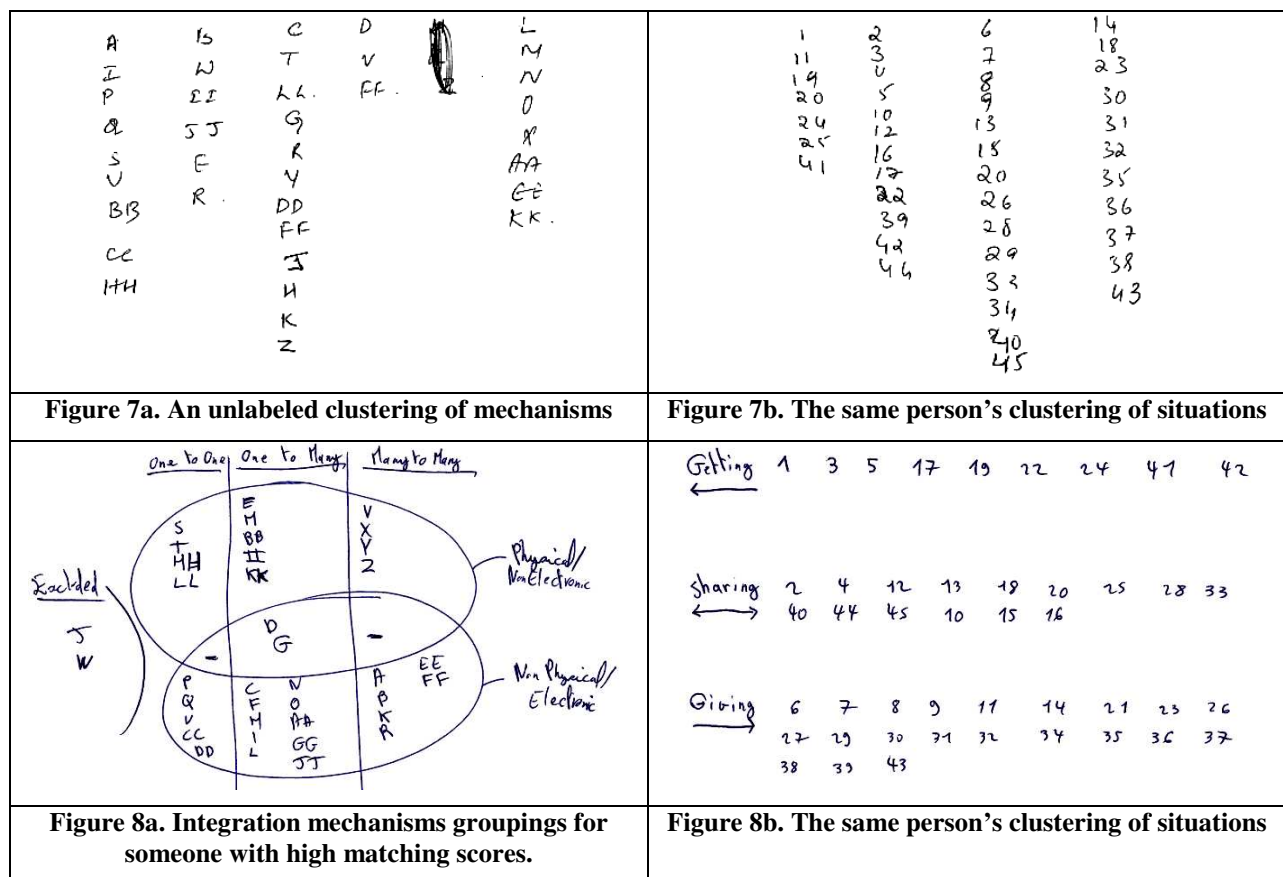 A
I
P
Q
S
U
BB
CC
HH
B
W
II
JJ
E
R.
C
T
LL.
G
R
Y
DD
FF
J
H
K
Z
D
V
FF.
L
M
N
O
X
AA
EE
KK.
1
11
19
20
24
25
41
2
3
4
5
10
12
16
17
22
39
42
44
6
7
8
9
13
15
20
26
28
29
33
34
40
45
14
18
23
30
31
32
35
36
37
38
43
Figure 7a. An unlabeled clustering of mechanisms
Figure 7b. The same person's clustering of situations
One to One One to Many Many to Many
S
T
HH
LL
E
M
BB
II
KK
V
X
Y
Z
Physical/
NonElectronic
Excluded
J
W
D
G
-
-
P
Q
U
CC
DD
C
F
H
I
L
N
O
AA
GG
JJ
A
B
K
R
EE
FF
Non Physical/
Electronic
Getting 1 3 5 17 19 22 24 41 42
Sharing 2 4 12 13 18 20 25 28 33
40 44 45 10 15 16
Giving 6 7 8 9 11 14 21 23 26
27 29 30 31 32 34 35 36 37
38 39 43
Figure 8a. Integration mechanisms groupings for
someone with high matching scores.
Figure 8b. The same person's clustering of situations